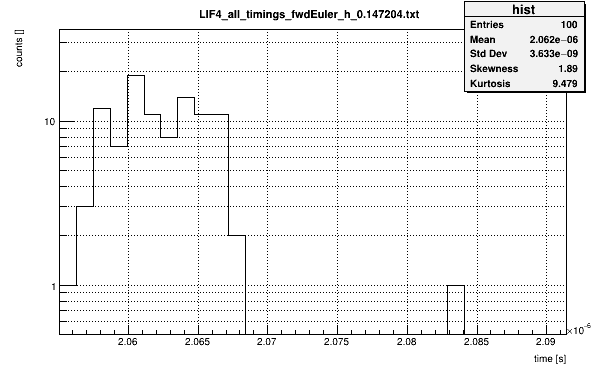 LIF4_all_timings_fwdEuler_h_0.147204.txt
hist
Entries 100
Mean 2.062e−06
Std Dev 3.633e−09
Skewness 1.89
Kurtosis 9.479
counts []
10
1
2.06 2.065 2.07 2.075 2.08 2.085 2.09
×10⁻⁶
time [s]